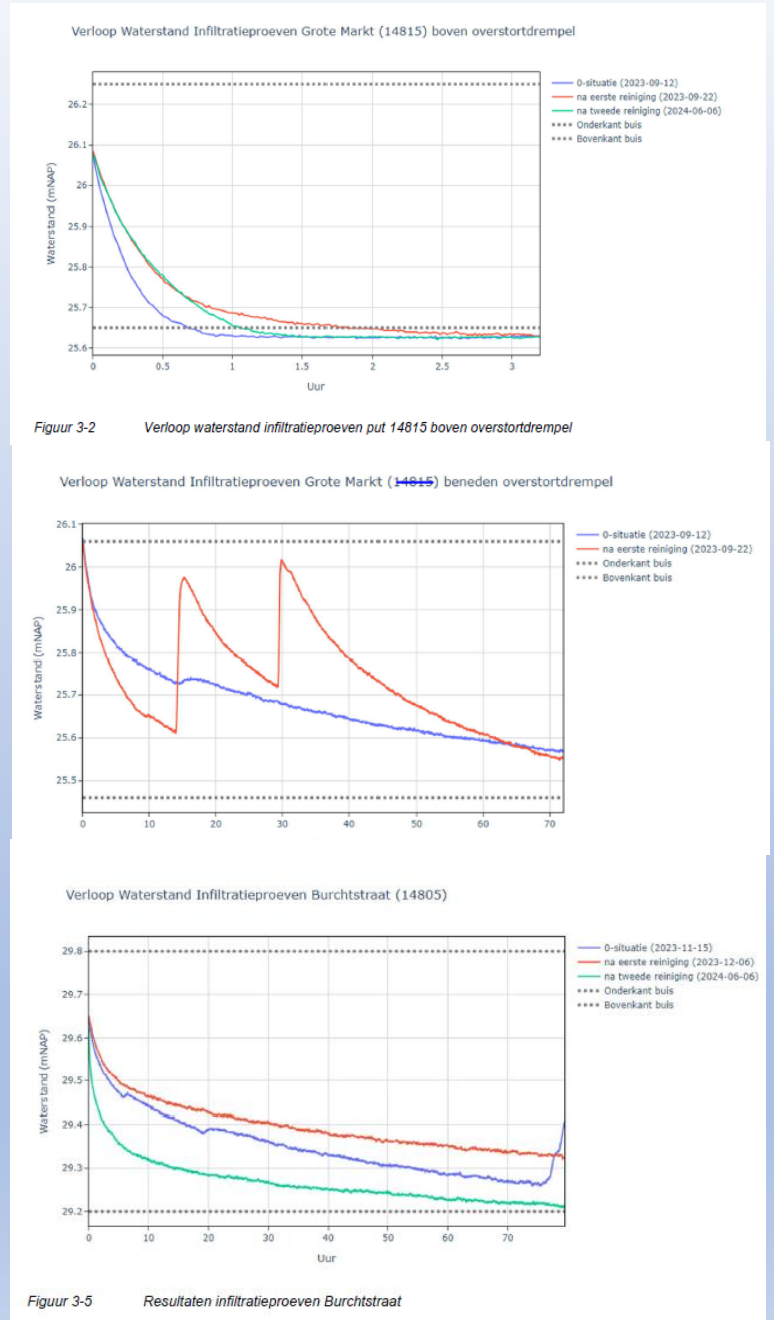 Verloop Waterstand Infiltratieproeven Grote Markt (14815) boven overstortdrempel
0-situatie (2023-09-12)
na eerste reiniging (2023-09-22)
na tweede reiniging (2024-06-06)
Onderkant buis
Bovenkant buis
Waterstand (mNAP)
26.2
26.1
26
25.9
25.8
25.7
25.6
0 0.5 1 1.5 2 2.5 3
Uur
Figuur 3-2 Verloop waterstand infiltratieproeven put 14815 boven overstortdrempel
Verloop Waterstand Infiltratieproeven Grote Markt (14815) beneden overstortdrempel
0-situatie (2023-09-12)
na eerste reiniging (2023-09-22)
Onderkant buis
Bovenkant buis
Waterstand (mNAP)
26.1
26
25.9
25.8
25.7
25.6
25.5
0 10 20 30 40 50 60 70
Verloop Waterstand Infiltratieproeven Burchtstraat (14805)
0-situatie (2023-11-15)
na eerste reiniging (2023-12-06)
na tweede reiniging (2024-06-06)
Onderkant buis
Bovenkant buis
Waterstand (mNAP)
29.8
29.7
29.6
29.5
29.4
29.3
29.2
0 10 20 30 40 50 60 70
Uur
Figuur 3-5 Resultaten infiltratieproeven Burchtstraat